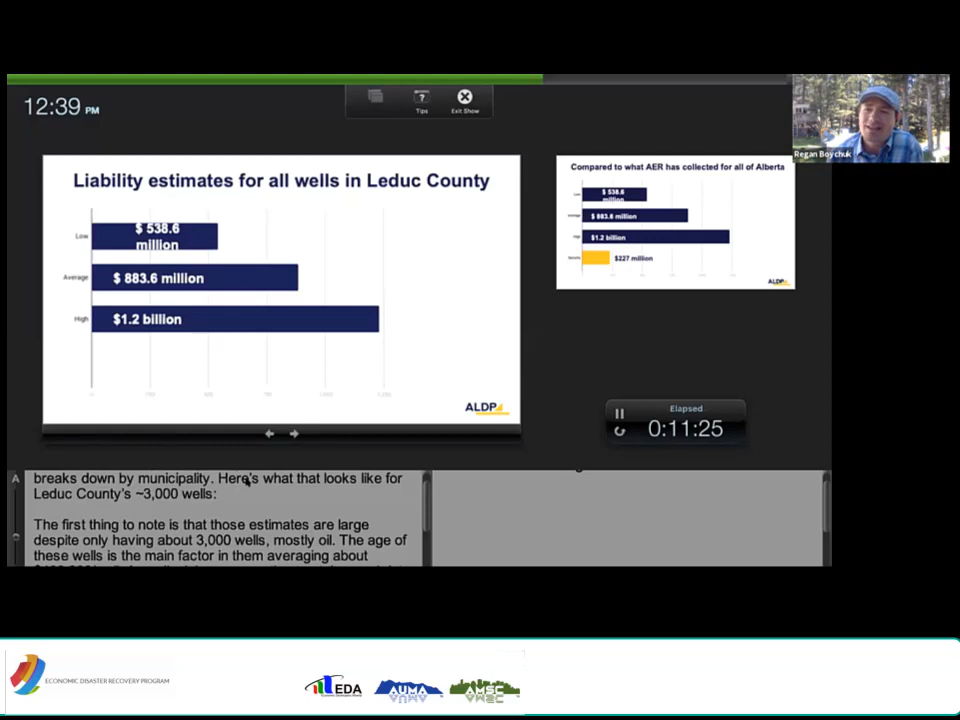 12:39 PM
Tips
Exit Show
Regan Boychuk
Liability estimates for all wells in Leduc County
Low
$ 538.6
million
Average
$ 883.6 million
High
$1.2 billion
ALDP
Compared to what AER has collected for all of Alberta
Low
$ 538.6
million
Average
$ 883.6 million
High
$1.2 billion
$227 million
ALDP
Elapsed
0:11:25
A
breaks down by municipality. Here's what that looks like for
Leduc County's ~3,000 wells:
The first thing to note is that those estimates are large
despite only having about 3,000 wells, mostly oil. The age of
these wells is the main factor in them averaging about
ECONOMIC DISASTER RECOVERY PROGRAM
EDA
AUMA
AMSC